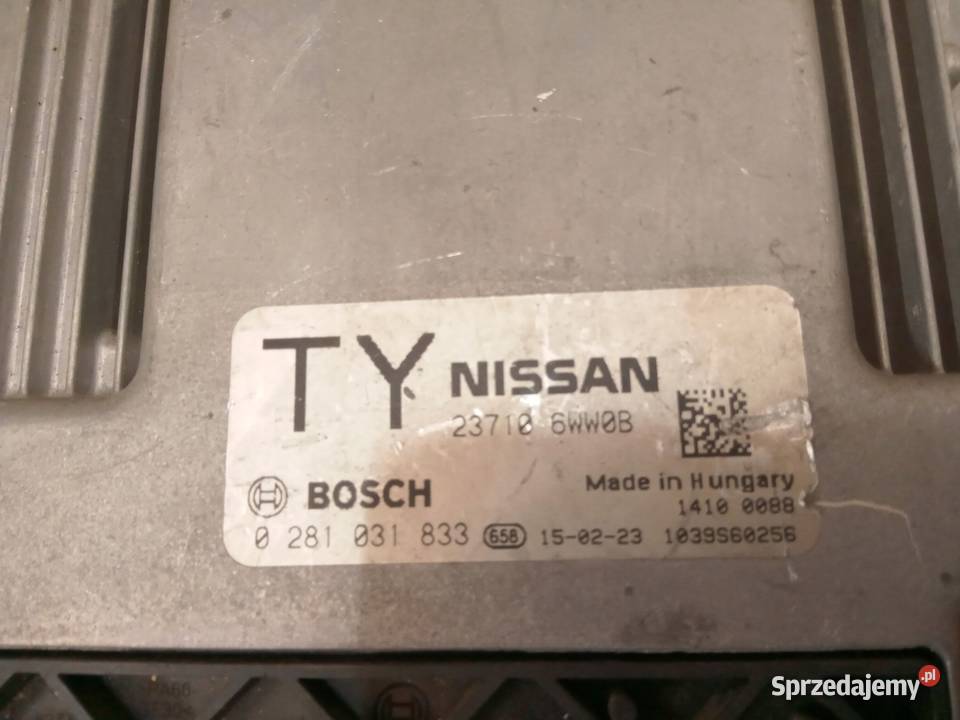 TY NISSAN
23710 6WW0B
BOSCH
Made in Hungary
1410 0088
0 281 031 833 658 15-02-23 1039S60256
PA66
Sprzedajemy.pl